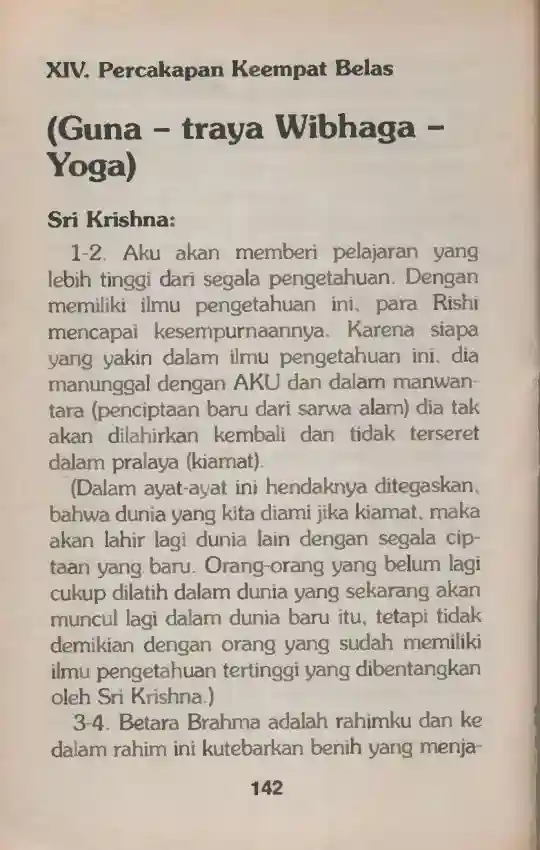 XIV. Percakapan Keempat Belas
(Guna – traya Wibhaga –
Yoga)
Sri Krishna:
1-2. Aku akan memberi pelajaran yang
lebih tinggi dari segala pengetahuan. Dengan
memiliki ilmu pengetahuan ini, para Rishi
mencapai kesempurnaannya. Karena siapa
yang yakin dalam ilmu pengetahuan ini, dia
manunggal dengan AKU dan dalam manwan-
tara (penciptaan baru dari sarwa alam) dia tak
akan dilahirkan kembali dan tidak terseret
dalam pralaya (kiamat).
(Dalam ayat-ayat ini hendaknya ditegaskan,
bahwa dunia yang kita diami jika kiamat, maka
akan lahir lagi dunia lain dengan segala cip-
taan yang baru. Orang-orang yang belum lagi
cukup dilatih dalam dunia yang sekarang akan
muncul lagi dalam dunia baru itu, tetapi tidak
demikian dengan orang yang sudah memiliki
ilmu pengetahuan tertinggi yang dibentangkan
oleh Sri Krishna.)
3-4. Betara Brahma adalah rahimku dan ke
dalam rahim ini kutebarkan benih yang menja-
142